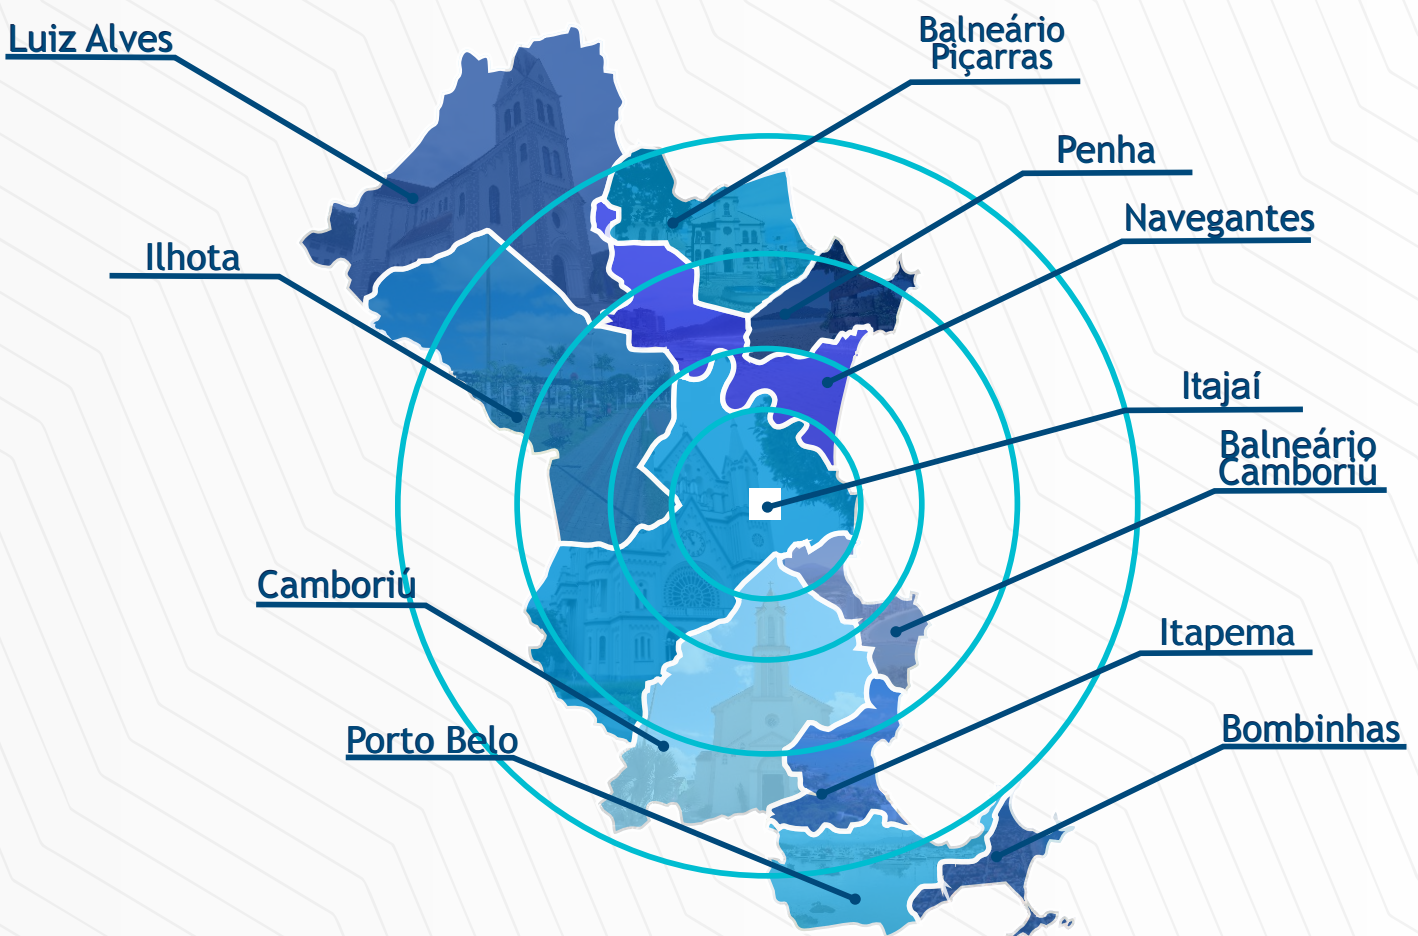 Luiz Alves
Balneário
Piçarras
Penha
Navegantes
Ilhota
Itajaí
Balneário
Camboriú
Camboriú
Itapema
Porto Belo
Bombinhas